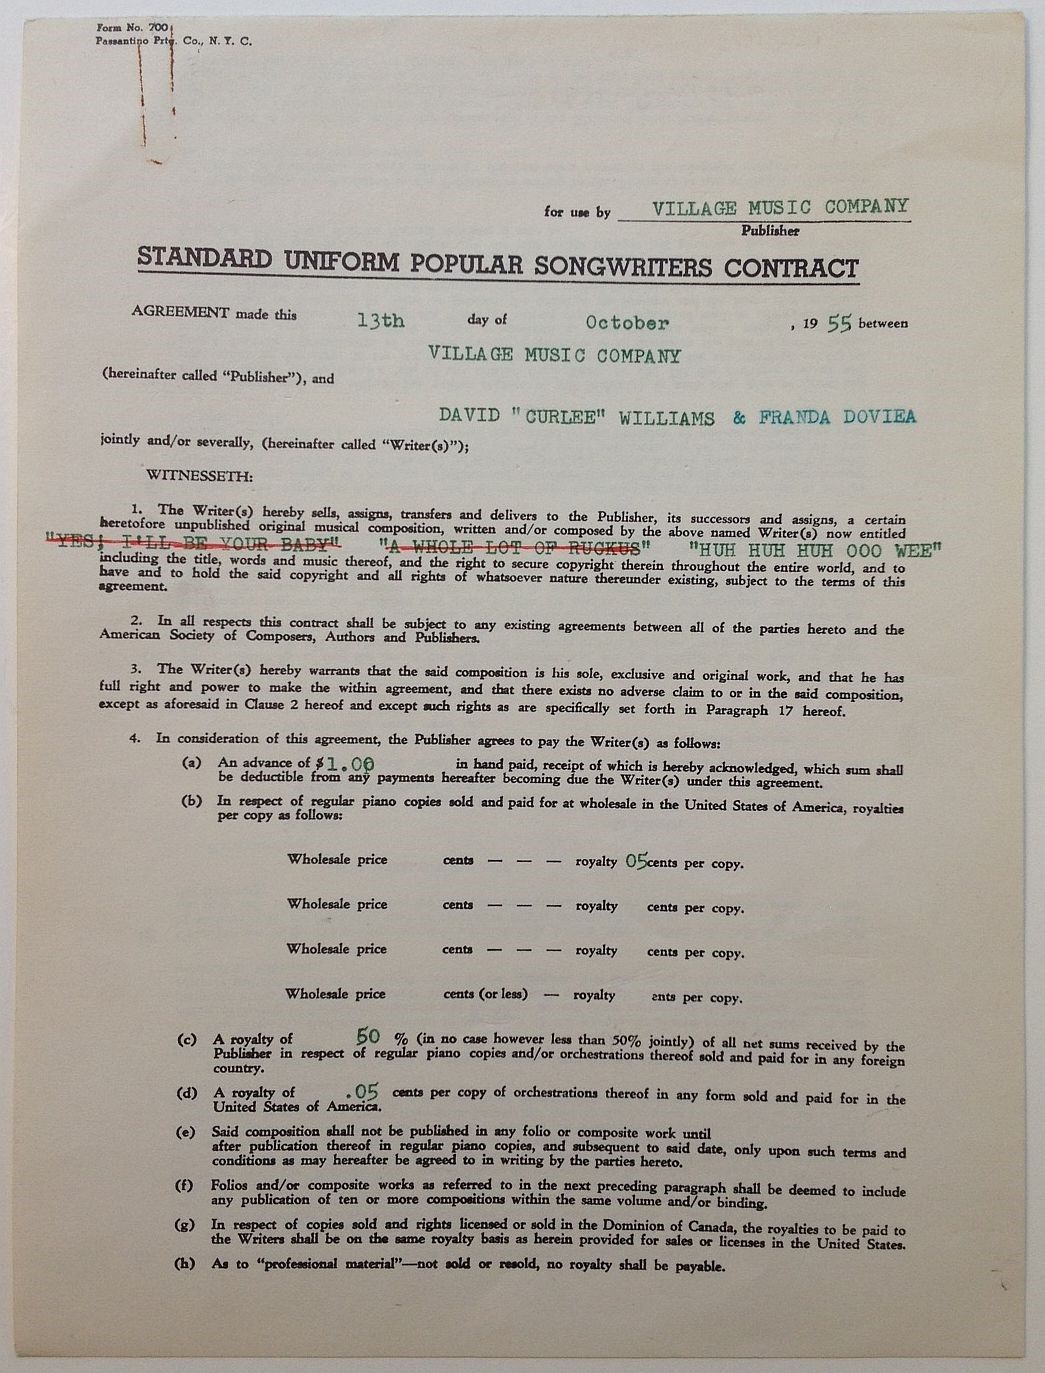 Form No. 700
Passantino Prtg. Co., N. Y. C.
for use by VILLAGE MUSIC COMPANY
Publisher
STANDARD UNIFORM POPULAR SONGWRITERS CONTRACT
AGREEMENT made this 13th day of October , 19 55 between
VILLAGE MUSIC COMPANY
(hereinafter called "Publisher"), and
DAVID "CURLEE" WILLIAMS & FRANDA DOVIEA
jointly and/or severally, (hereinafter called "Writer(s)");
WITNESSETH:
1. The Writer(s) hereby sells, assigns, transfers and delivers to the Publisher, its successors and assigns, a certain
heretofore unpublished original musical composition, written and/or composed by the above named Writer(s) now entitled
"YES; I'LL BE YOUR BABY" "A WHOLE LOT OF RUCKUS" "HUH HUH HUH OOO WEE"
including the title, words and music thereof, and the right to secure copyright therein throughout the entire world, and to
have and to hold the said copyright and all rights of whatsoever nature thereunder existing, subject to the terms of this
agreement.
2. In all respects this contract shall be subject to any existing agreements between all of the parties hereto and the
American Society of Composers, Authors and Publishers.
3. The Writer(s) hereby warrants that the said composition is his sole, exclusive and original work, and that he has
full right and power to make the within agreement, and that there exists no adverse claim to or in the said composition,
except as aforesaid in Clause 2 hereof and except such rights as are specifically set forth in Paragraph 17 hereof.
4. In consideration of this agreement, the Publisher agrees to pay the Writer(s) as follows:
(a) An advance of $1.00 in hand paid, receipt of which is hereby acknowledged, which sum shall
be deductible from any payments hereafter becoming due the Writer(s) under this agreement.
(b) In respect of regular piano copies sold and paid for at wholesale in the United States of America, royalties
per copy as follows:
Wholesale price cents — — — royalty 05cents per copy.
Wholesale price cents — — — royalty cents per copy.
Wholesale price cents — — — royalty cents per copy.
Wholesale price cents (or less) — royalty ents per copy.
(c) A royalty of 50 % (in no case however less than 50% jointly) of all net sums received by the
Publisher in respect of regular piano copies and/or orchestrations thereof sold and paid for in any foreign
country.
(d) A royalty of .05 cents per copy of orchestrations thereof in any form sold and paid for in the
United States of America.
(e) Said composition shall not be published in any folio or composite work until
after publication thereof in regular piano copies, and subsequent to said date, only upon such terms and
conditions as may hereafter be agreed to in writing by the parties hereto.
(f) Folios and/or composite works as referred to in the next preceding paragraph shall be deemed to include
any publication of ten or more compositions within the same volume and/or binding.
(g) In respect of copies sold and rights licensed or sold in the Dominion of Canada, the royalties to be paid to
the Writers shall be on the same royalty basis as herein provided for sales or licenses in the United States.
(h) As to "professional material"—not sold or resold, no royalty shall be payable.